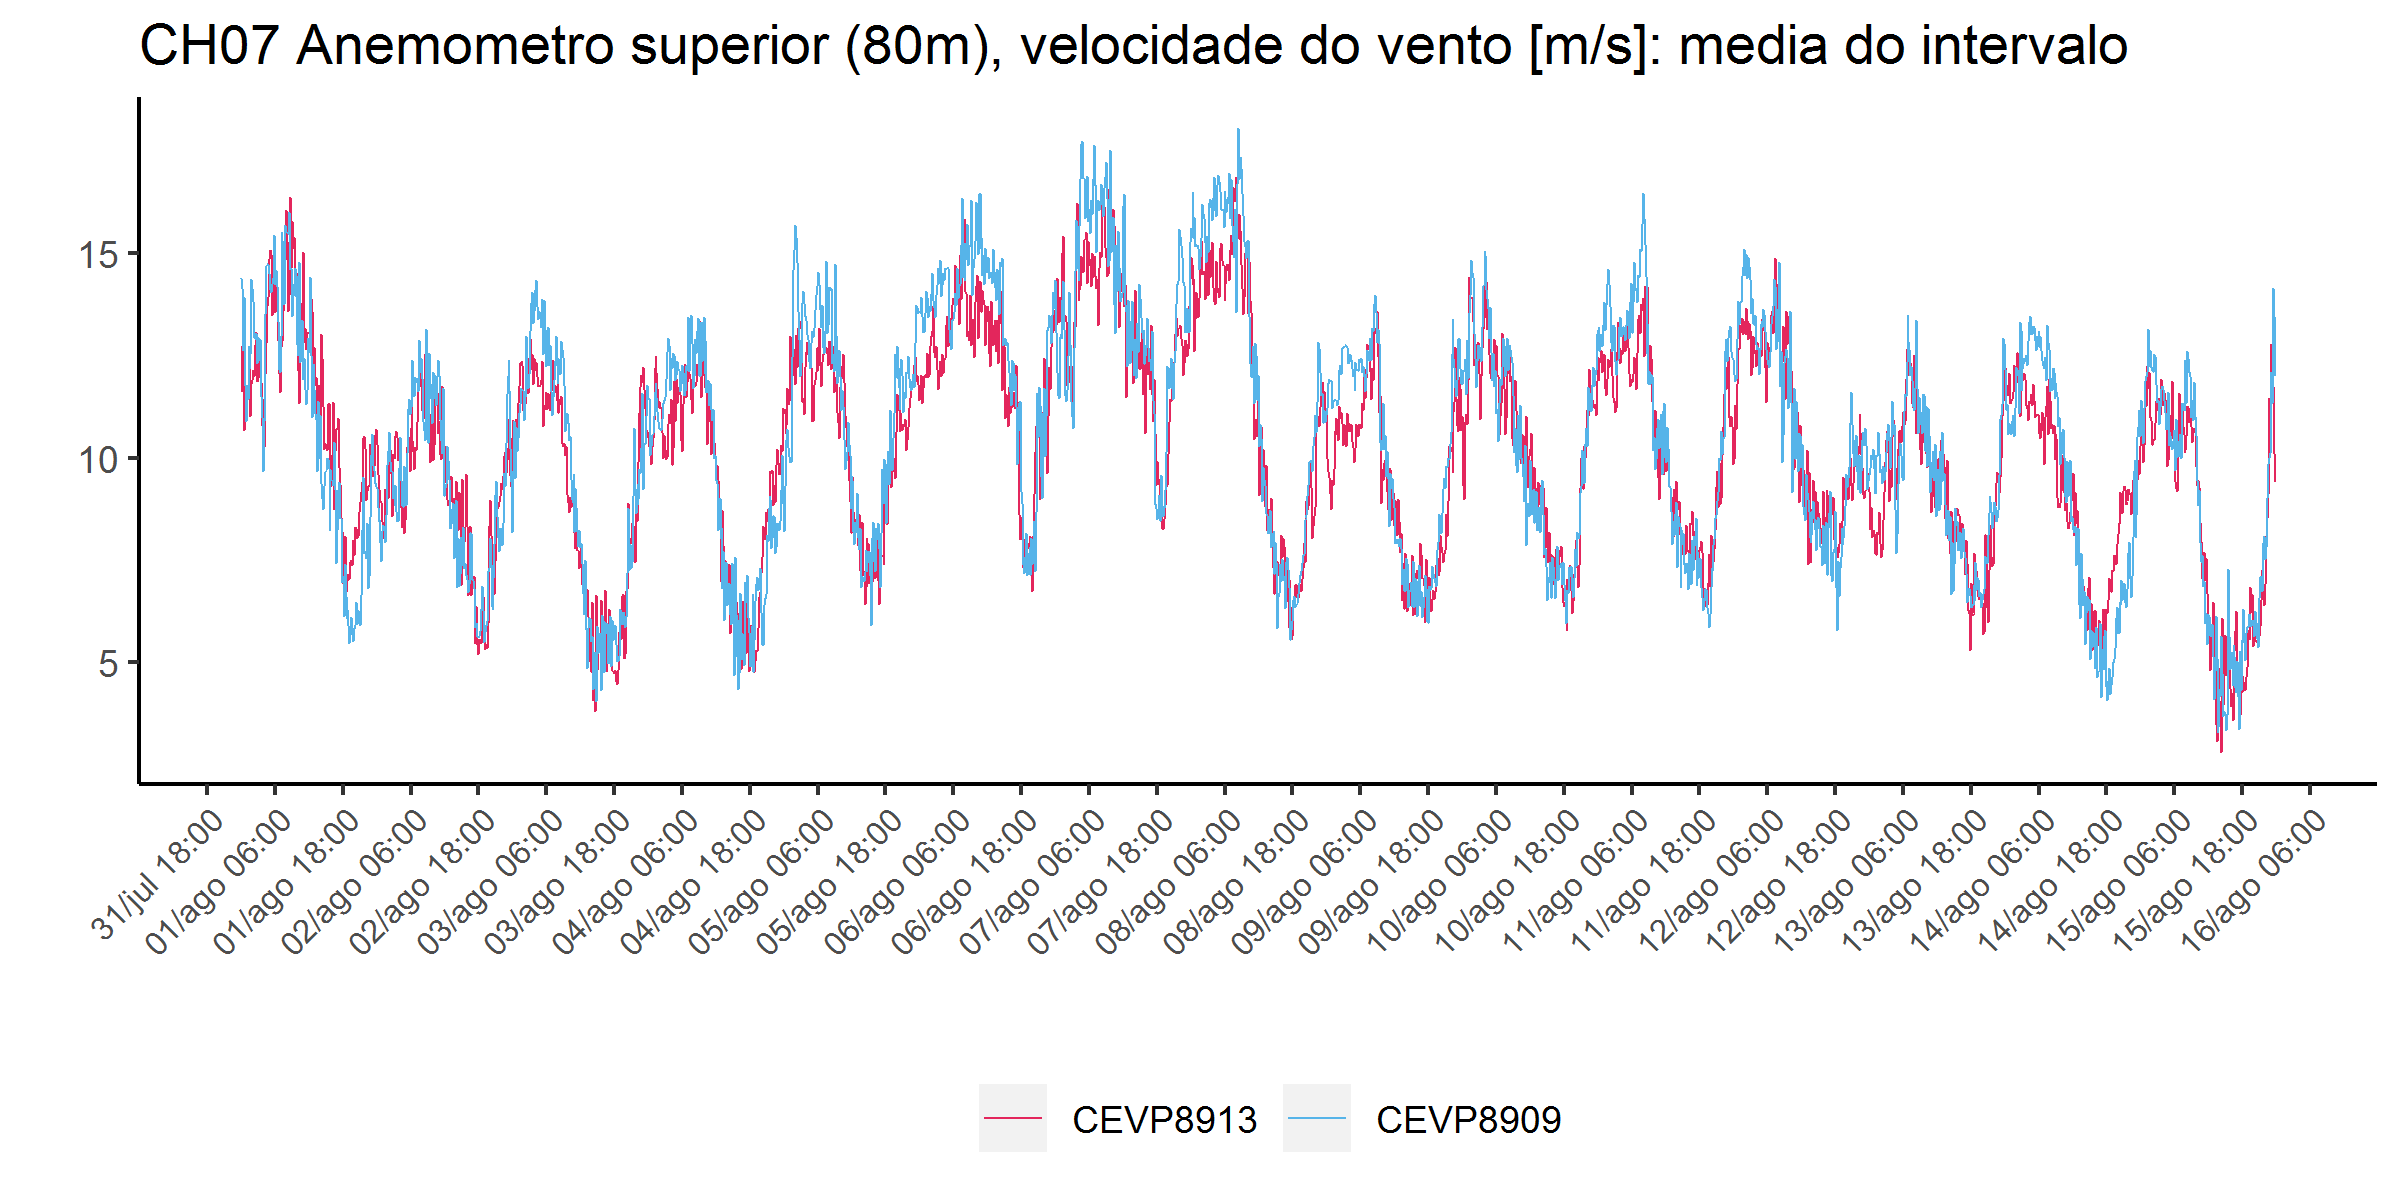 CH07 Anemometro superior (80m), velocidade do vento [m/s]: media do intervalo
15
10
5
31/jul 18:00
01/ago 06:00
01/ago 18:00
02/ago 06:00
02/ago 18:00
03/ago 06:00
03/ago 18:00
04/ago 06:00
04/ago 18:00
05/ago 06:00
05/ago 18:00
06/ago 06:00
06/ago 18:00
07/ago 06:00
07/ago 18:00
08/ago 06:00
08/ago 18:00
09/ago 06:00
09/ago 18:00
10/ago 06:00
10/ago 18:00
11/ago 06:00
11/ago 18:00
12/ago 06:00
12/ago 18:00
13/ago 06:00
13/ago 18:00
14/ago 06:00
14/ago 18:00
15/ago 06:00
15/ago 18:00
16/ago 06:00
CEVP8913 CEVP8909